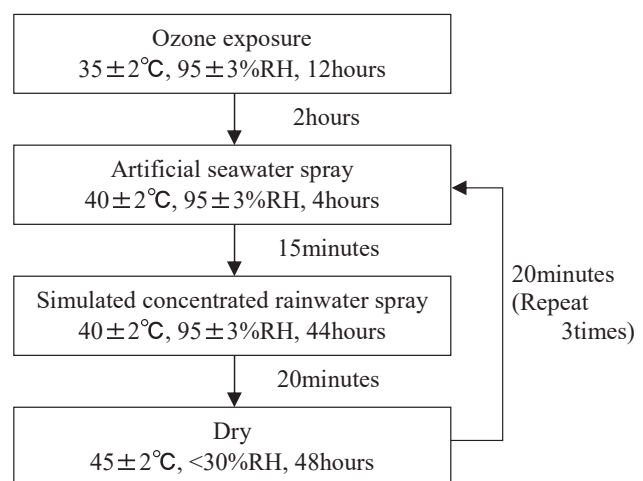 Ozone exposure
35±2℃, 95±3%RH, 12hours
2hours
Artificial seawater spray
40±2℃, 95±3%RH, 4hours
15minutes
Simulated concentrated rainwater spray
40±2℃, 95±3%RH, 44hours
20minutes
Dry
45±2℃, <30%RH, 48hours
20minutes
(Repeat
3times)